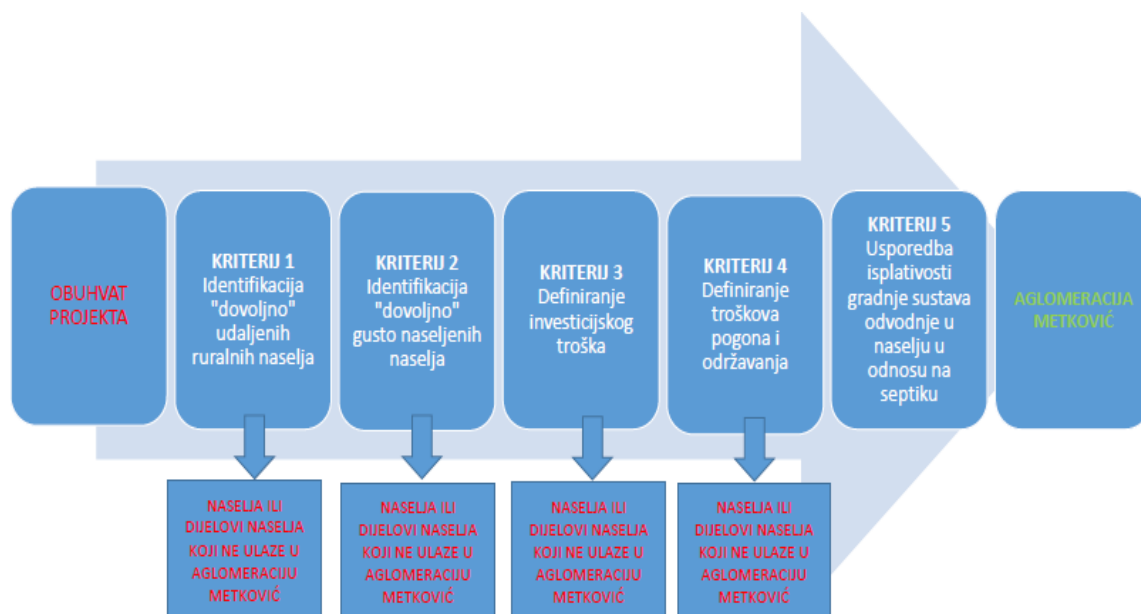 OBUHVAT
PROJEKTA
KRITERIJ 1
Identifikacija
"dovoljno"
udaljenih
ruralnih naselja
KRITERIJ 2
Identifikacija
"dovoljno"
gusto naseljenih
naselja
KRITERIJ 3
Definiranje
investicijskog
troška
KRITERIJ 4
Definiranje
troškova
pogona i
održavanja
KRITERIJ 5
Usporedba
isplativosti
gradnje sustava
odvodnje u
naselju u
odnosu na
septiku
AGLOMERACIJA
METKOVIĆ
NASELJA ILI
DIJELOVI NASELJA
KOJI NE ULAZE U
AGLOMERACIJU
METKOVIĆ
NASELJA ILI
DIJELOVI NASELJA
KOJI NE ULAZE U
AGLOMERACIJU
METKOVIĆ
NASELJA ILI
DIJELOVI NASELJA
KOJI NE ULAZE U
AGLOMERACIJU
METKOVIĆ
NASELJA ILI
DIJELOVI NASELJA
KOJI NE ULAZE U
AGLOMERACIJU
METKOVIĆ